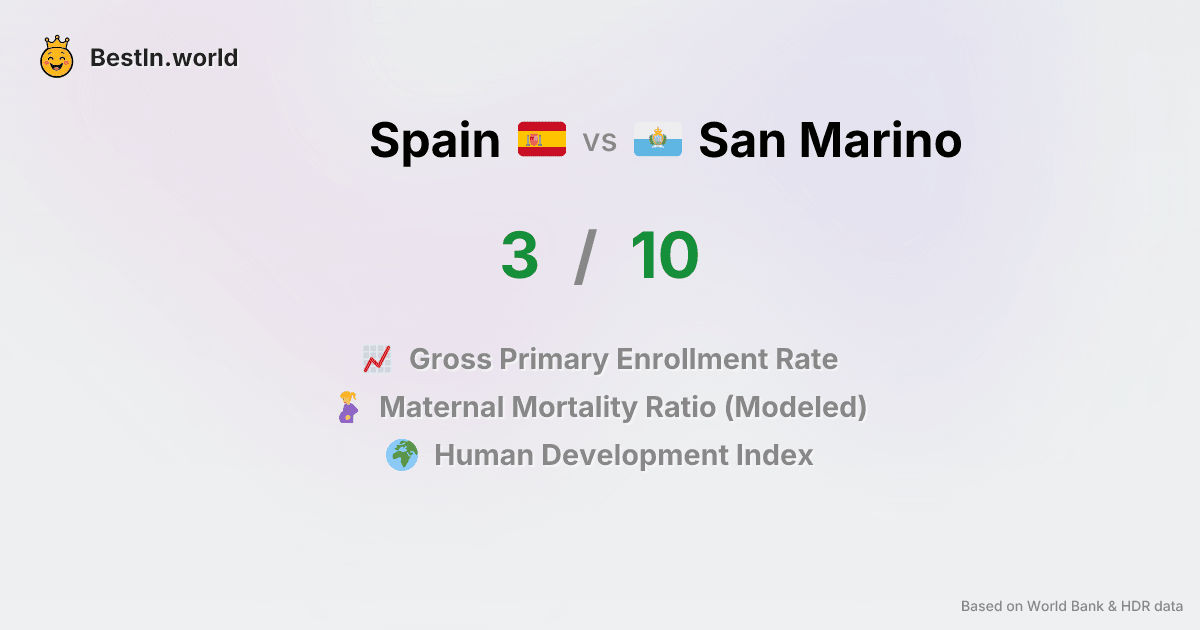 BestIn.world
Spain vs San Marino
3 / 10
Gross Primary Enrollment Rate
Maternal Mortality Ratio (Modeled)
Human Development Index
Based on World Bank & HDR data